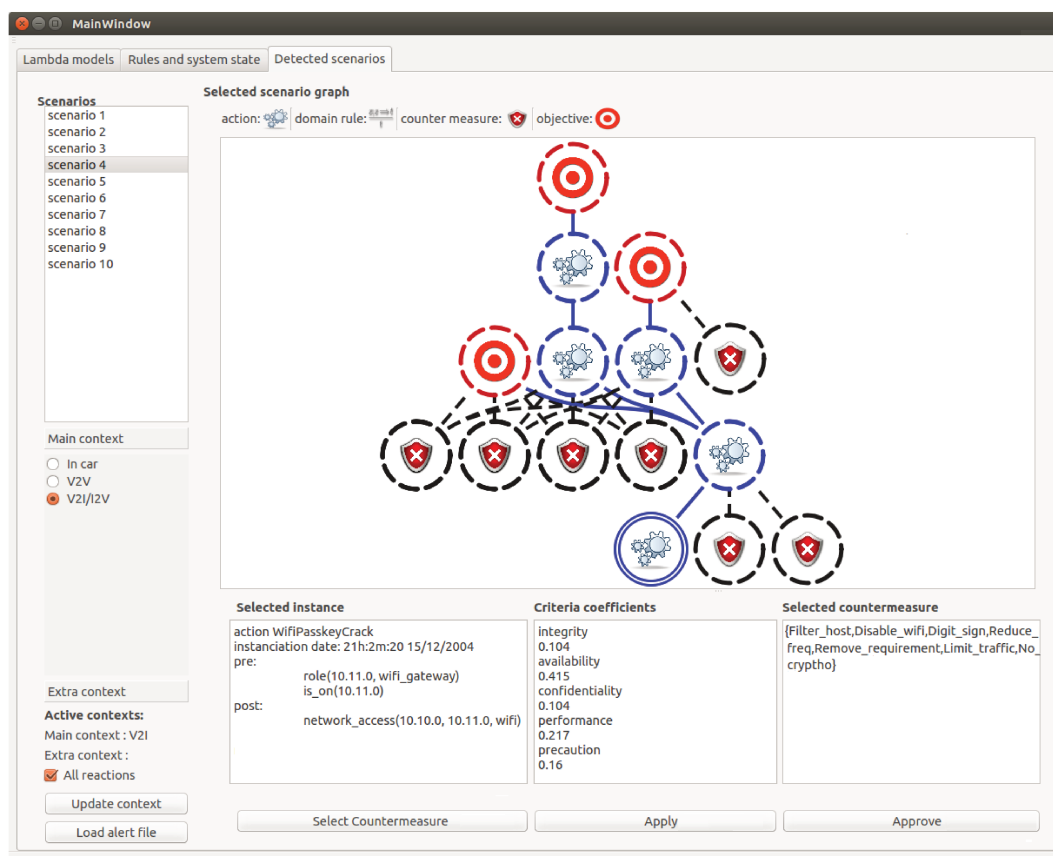 MainWindow
Lambda models
Rules and system state
Detected scenarios
Scenarios
scenario 1
scenario 2
scenario 3
scenario 4
scenario 5
scenario 6
scenario 7
scenario 8
scenario 9
scenario 10
Main context
In car
V2V
V2I/I2V
Extra context
Active contexts:
Main context : V2I
Extra context :
All reactions
Update context
Load alert file
Selected scenario graph
action:
domain rule:
counter measure:
objective:
Selected instance
action WifiPasskeyCrack
instanciation date: 21h:2m:20 15/12/2004
pre:
role(10.11.0, wifi_gateway)
is_on(10.11.0)
post:
network_access(10.10.0, 10.11.0, wifi)
Criteria coefficients
integrity
0.104
availability
0.415
confidentiality
0.104
performance
0.217
precaution
0.16
Selected countermeasure
{Filter_host,Disable_wifi,Digit_sign,Reduce_
freq,Remove_requirement,Limit_traffic,No_
cryptho}
Select Countermeasure
Apply
Approve